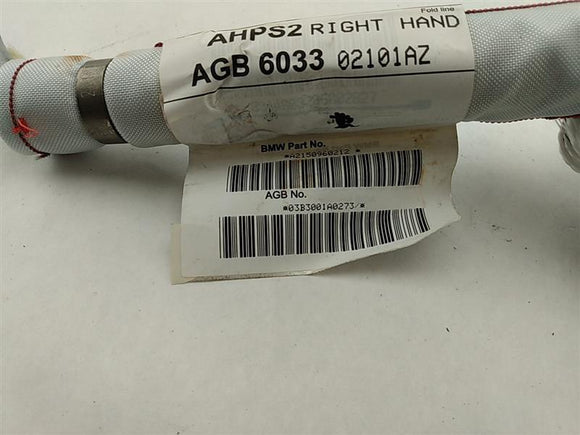 Fold line
AHPS2 RIGHT HAND
AGB 6033 02101AZ
BMW Part No.
*A2150960212 *
AGB No.
*03B3001A0273/*